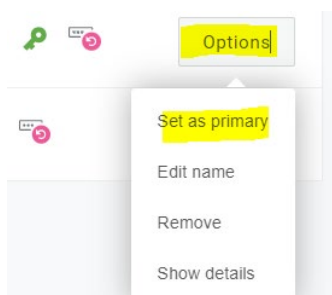 Options
Set as primary
Edit name
Remove
Show details